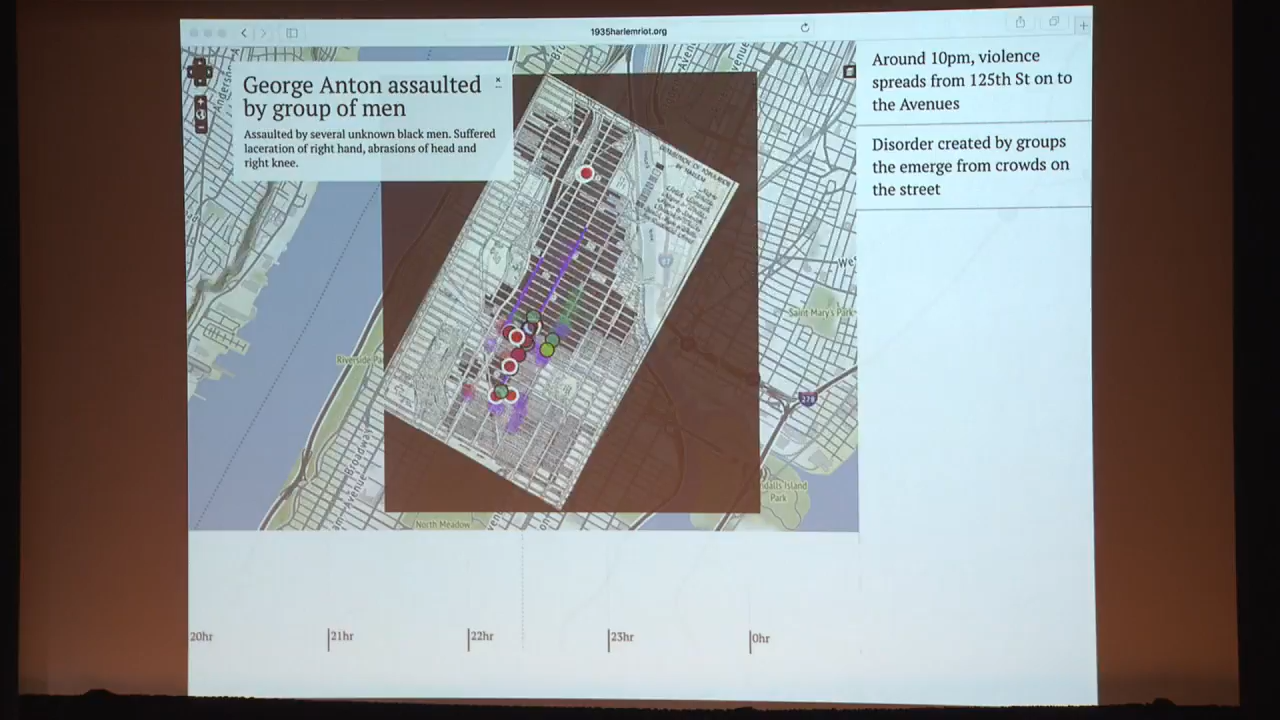 1935harlemriot.org
George Anton assaulted
by group of men
Assaulted by several unknown black men. Suffered
laceration of right hand, abrasions of head and
right knee.
Around 10pm, violence
spreads from 125th St on to
the Avenues
Disorder created by groups
the emerge from crowds on
the street
Saint Mary's Park
Riverside Pa
278
Broadway
Park
North Meadow
20hr
21hr
22hr
23hr
0hr